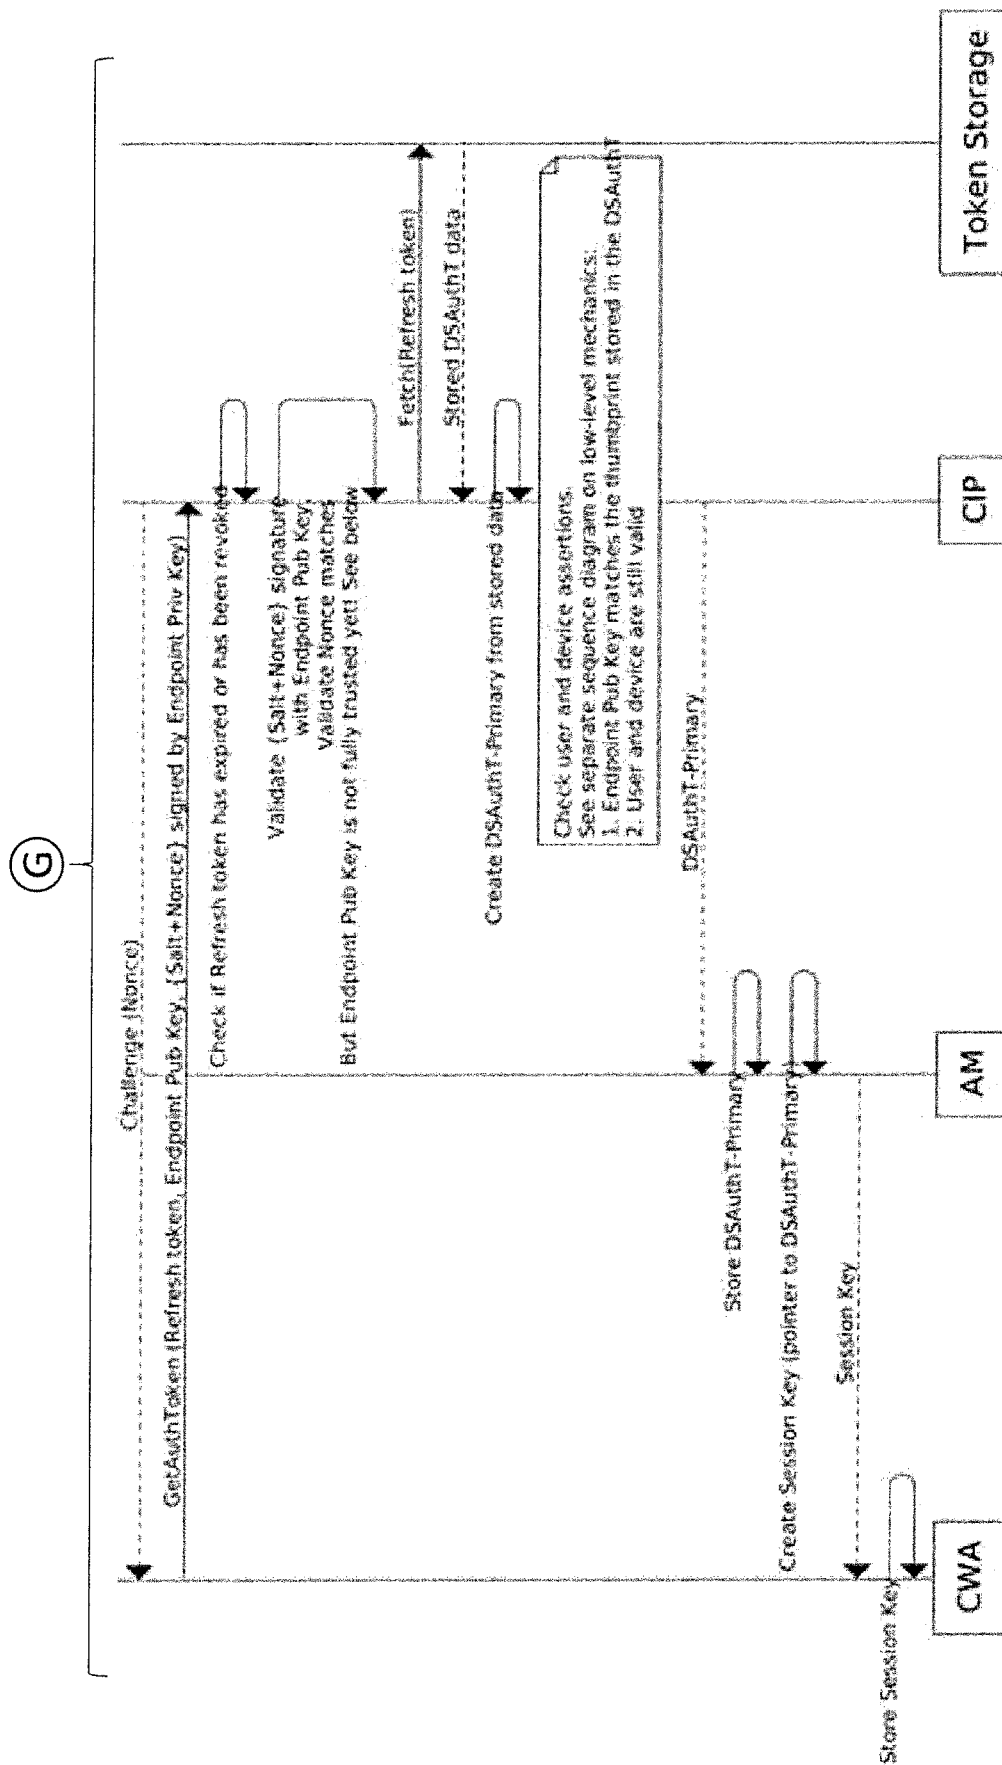 G
Challenge (Nonce)
GetAuthToken (Refresh token, Endpoint Pub Key, {Salt+Nonce} signed by Endpoint Priv Key)
Check if Refresh token has expired or has been revoked
Validate {Salt+Nonce} signature
with Endpoint Pub Key,
Validate Nonce matches
But Endpoint Pub Key is not fully trusted yet! See below
Fetch(Refresh token)
Stored DSAuthT data
Create DSAuthT-Primary from stored data
Check user and device assertions.
See separate sequence diagram on low-level mechanics:
1. Endpoint Pub Key matches the thumbprint stored in the DSAuthT
2. User and device are still valid
DSAuthT-Primary
Store DSAuthT-Primary
Create Session Key (pointer to DSAuthT-Primary)
Session Key
Store Session Key
CWA
AM
CIP
Token Storage